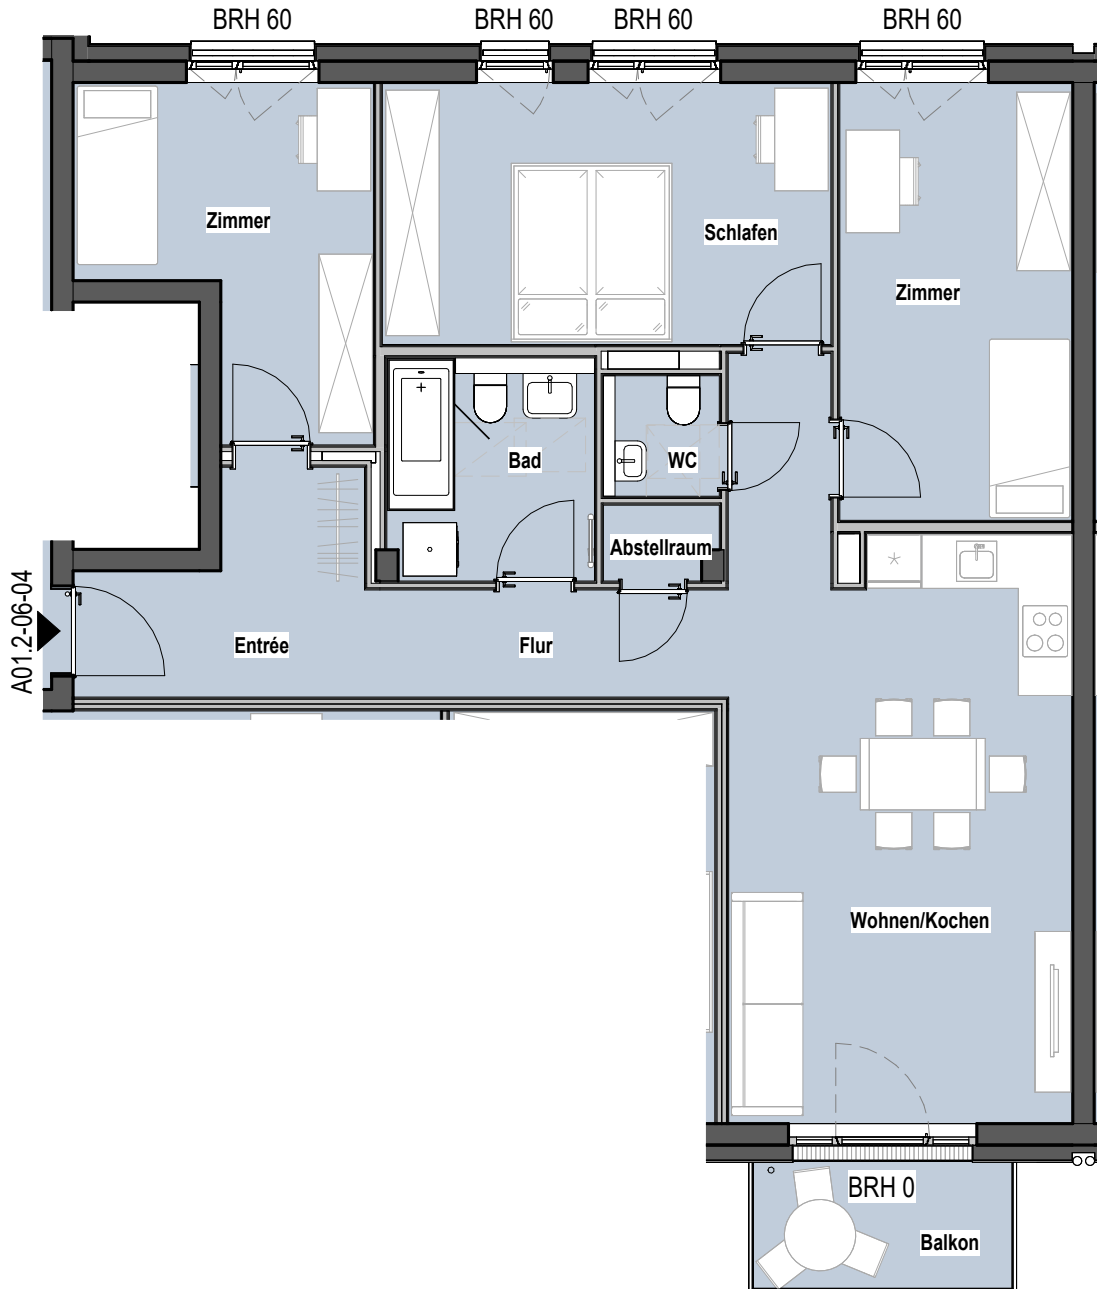 BRH 60
BRH 60
BRH 60
BRH 60
Zimmer
Schlafen
Zimmer
Bad
WC
Abstellraum
A01.2-06-04
Entrée
Flur
Wohnen/Kochen
BRH 0
Balkon